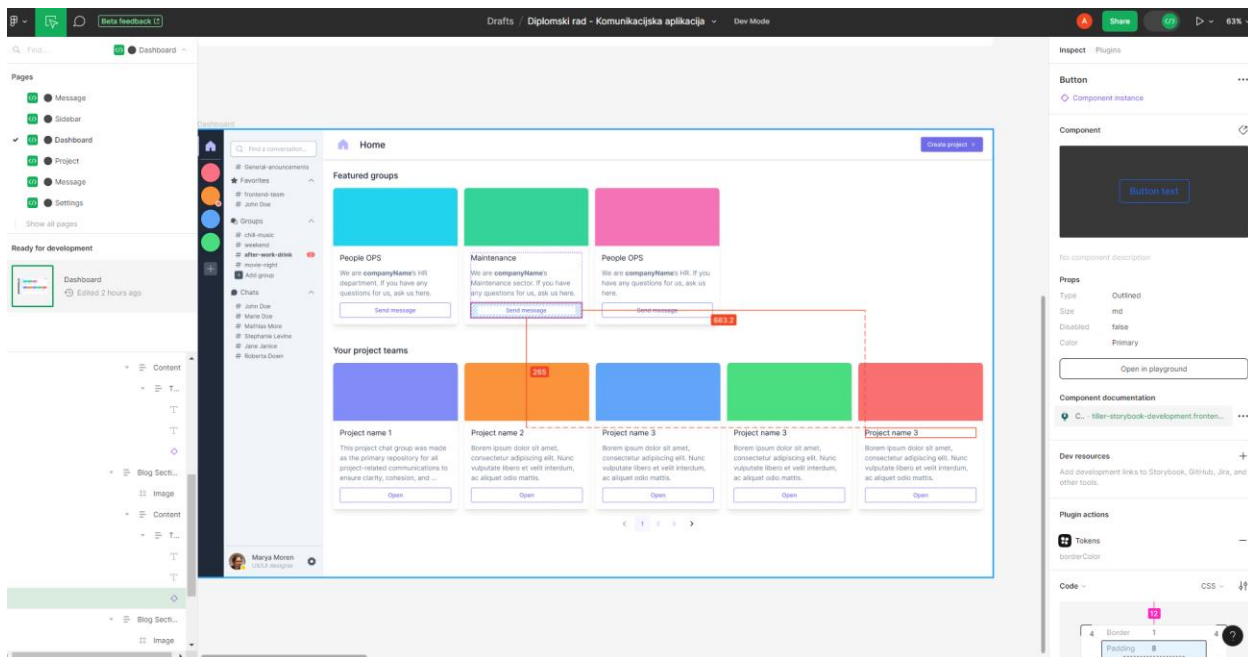 Beta feedback
Drafts / Diplomski rad - Komunikacijska aplikacija
Dev Mode
A
Share
63%
Find...
Dashboard
Pages
Message
Sidebar
Dashboard
Project
Message
Settings
Show all pages
Ready for development
Dashboard
Edited 2 hours ago
Content
T...
Blog Secti...
Image
Content
T...
Blog Secti...
Image
Dashboard
Find a conversation...
# General-anouncements
Favorites
# frontend-team
# John Doe
Groups
# chill-music
# weekend
# after-work-drink
# movie-night
Add group
Chats
# John Doe
# Marie Doe
# Mathias More
# Stephanie Levine
# Jane Janice
# Roberta Down
Marya Moren
UX/UI designer
Home
Create project +
Featured groups
People OPS
We are companyName's HR
department. If you have any
questions for us, ask us here.
Send message
Maintenance
We are companyName's
Maintenance sector. If you have
any questions for us, ask us here.
Send message
People OPS
We are companyName's HR. If you
have any questions for us, ask us
here.
Send message
683.2
265
Your project teams
Project name 1
This project chat group was made
as the primary repository for all
project-related communications to
ensure clarity, cohesion, and ...
Open
Project name 2
Borem ipsum dolor sit amet,
consectetur adipiscing elit. Nunc
vulputate libero et velit interdum,
ac aliquet odio mattis.
Open
Project name 3
Borem ipsum dolor sit amet,
consectetur adipiscing elit. Nunc
vulputate libero et velit interdum,
ac aliquet odio mattis.
Open
Project name 3
Borem ipsum dolor sit amet,
consectetur adipiscing elit. Nunc
vulputate libero et velit interdum,
ac aliquet odio mattis.
Open
Project name 3
Borem ipsum dolor sit amet,
consectetur adipiscing elit. Nunc
vulputate libero et velit interdum,
ac aliquet odio mattis.
Open
1
Inspect Plugins
Button
Component instance
Component
Button text
No component description
Props
Type Outlined
Size md
Disabled false
Color Primary
Open in playground
Component documentation
C... - tiller-storybook-development.fronten...
Dev resources
Add development links to Storybook, GitHub, Jira, and
other tools.
Plugin actions
Tokens
borderColor
Code
CSS
12
4 Border 1 4
Padding 8
?